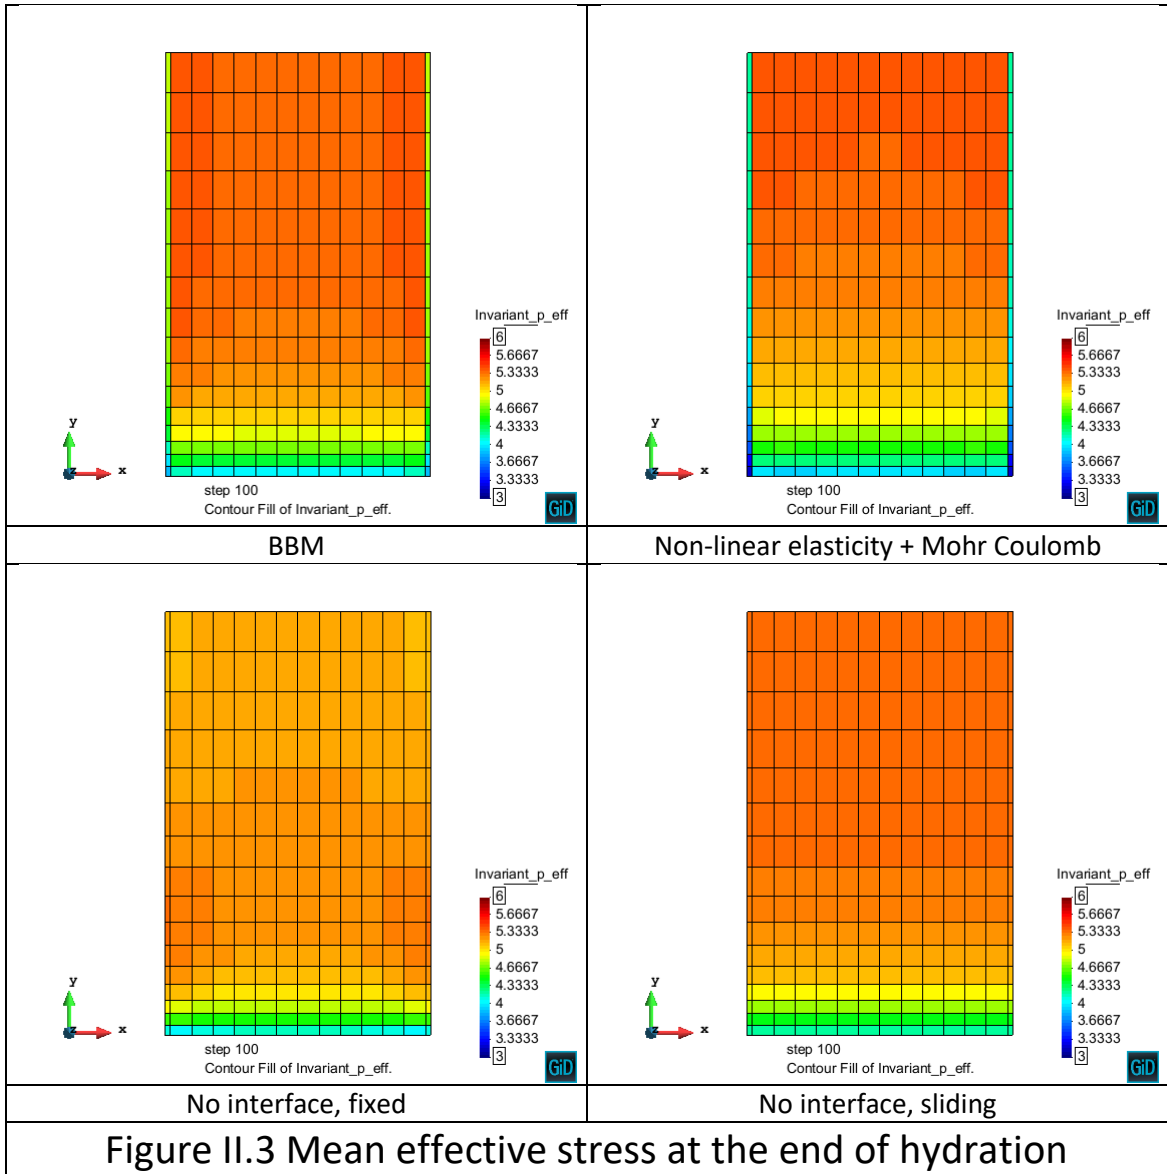 Invariant_p_eff
6
5.6667
5.3333
5
4.6667
4.3333
4
3.6667
3.3333
3
y
z
x
step 100
Contour Fill of Invariant_p_eff.
GiD
BBM
Invariant_p_eff
6
5.6667
5.3333
5
4.6667
4.3333
4
3.6667
3.3333
3
y
z
x
step 100
Contour Fill of Invariant_p_eff.
GiD
Non-linear elasticity + Mohr Coulomb
Invariant_p_eff
6
5.6667
5.3333
5
4.6667
4.3333
4
3.6667
3.3333
3
y
z
x
step 100
Contour Fill of Invariant_p_eff.
GiD
No interface, fixed
Invariant_p_eff
6
5.6667
5.3333
5
4.6667
4.3333
4
3.6667
3.3333
3
y
z
x
step 100
Contour Fill of Invariant_p_eff.
GiD
No interface, sliding
Figure II.3 Mean effective stress at the end of hydration